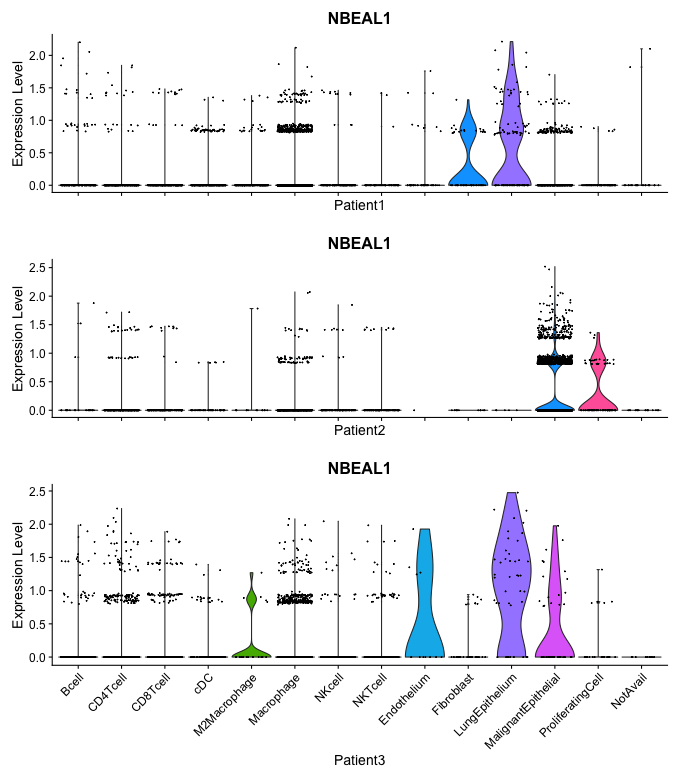 NBEAL1
Expression Level
2.0
1.5
1.0
0.5
0.0
Patient1
NBEAL1
Expression Level
2.5
2.0
1.5
1.0
0.5
0.0
Patient2
NBEAL1
Expression Level
2.5
2.0
1.5
1.0
0.5
0.0
Bcell
CD4Tcell
CD8Tcell
cDC
M2Macrophage
Macrophage
NKcell
NKTcell
Endothelium
Fibroblast
LungEpithelium
MalignantEpithelial
ProliferatingCell
NotAvail
Patient3